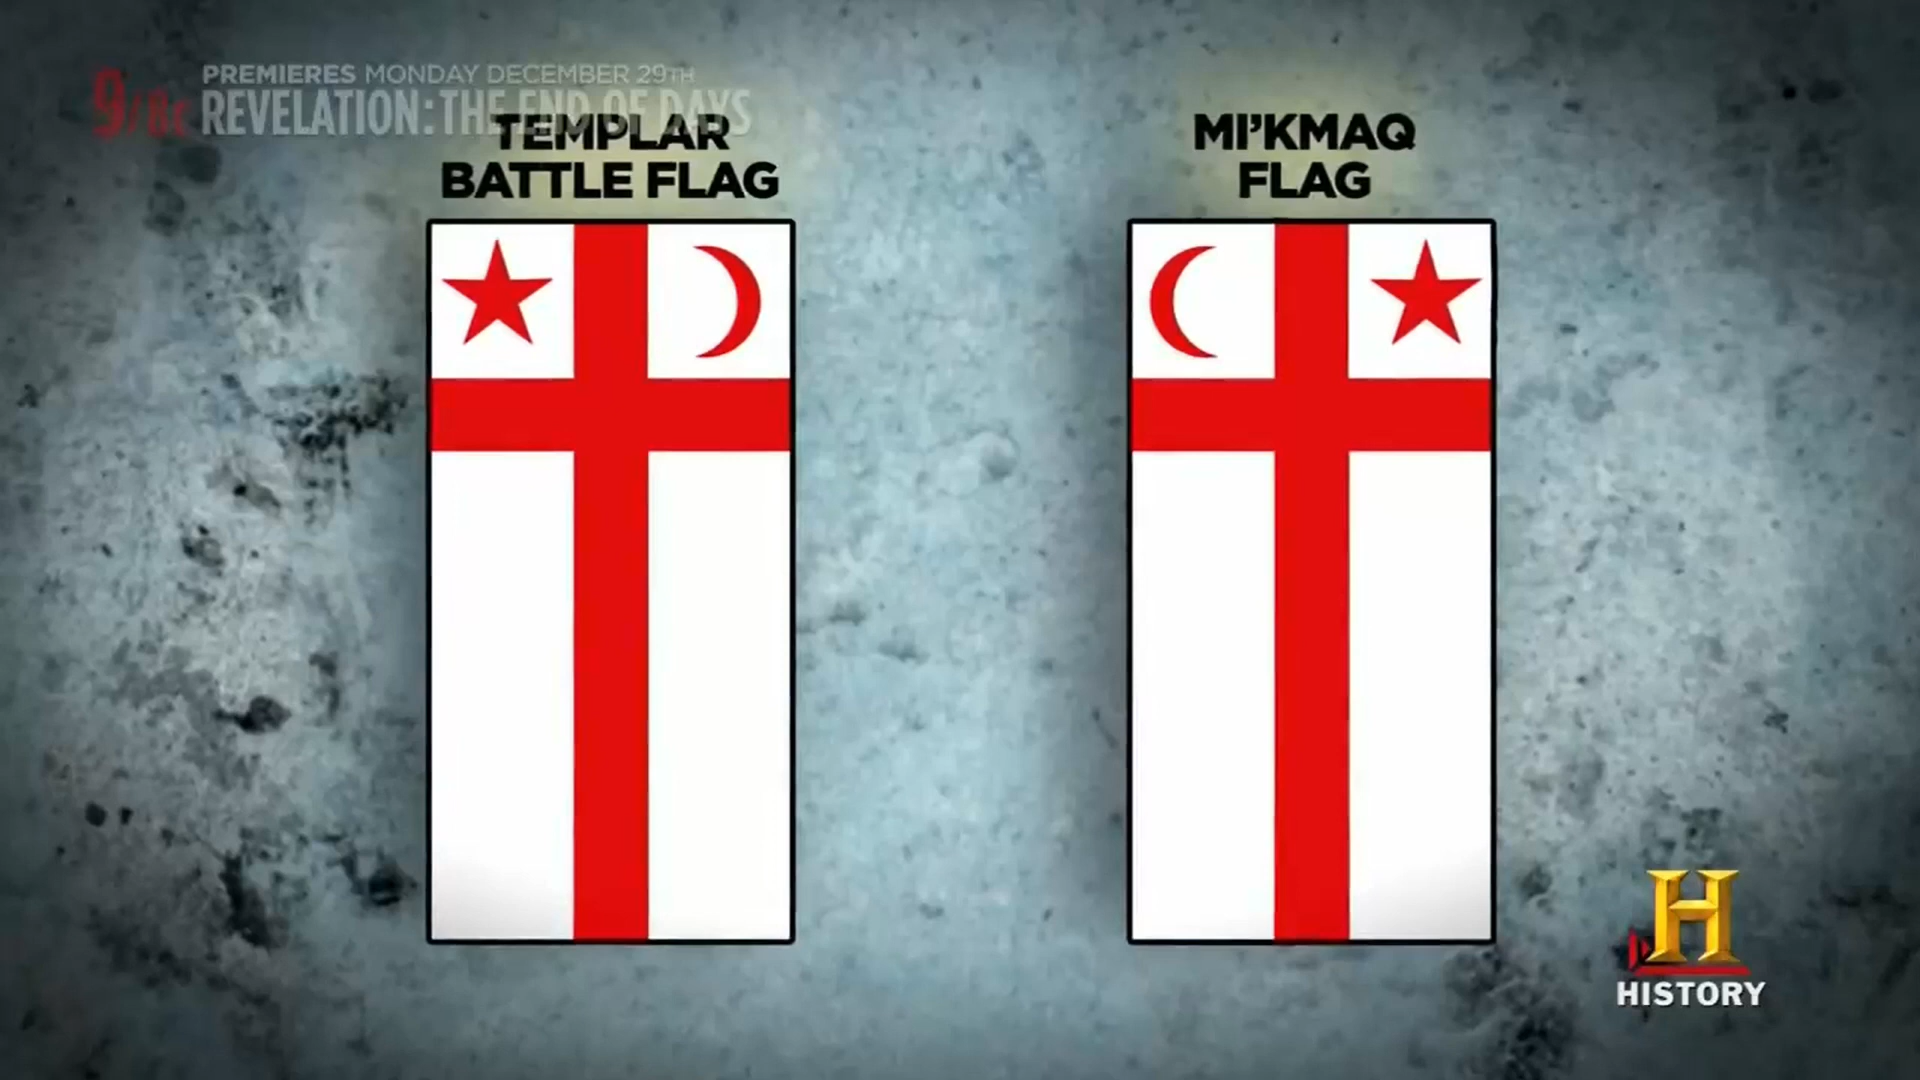 PREMIERES MONDAY DECEMBER 29TH
9/8c REVELATION: THE END OF DAYS
TEMPLAR
BATTLE FLAG
MI'KMAQ
FLAG
H
HISTORY